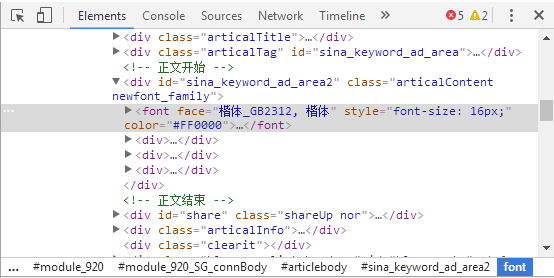 Elements Console Sources Network Timeline » 5 2
▶<div class="articalTitle">…</div>
▶<div class="articalTag" id="sina_keyword_ad_area">…</div>
<!-- 正文开始 -->
▼<div id="sina_keyword_ad_area2" class="articalContent
newfont_family">
… ▶<font face="楷体_GB2312, 楷体" style="font-size: 16px;"
color="#FF0000">…</font>
▶<div>…</div>
▶<div>…</div>
▶<div>…</div>
</div>
<!-- 正文结束 -->
▶<div id="share" class="shareUp nor">…</div>
▶<div class="articalInfo">…</div>
<div class="clearit"></div>
... #module_920 #module_920_SG_connBody #articlebody #sina_keyword_ad_area2 font